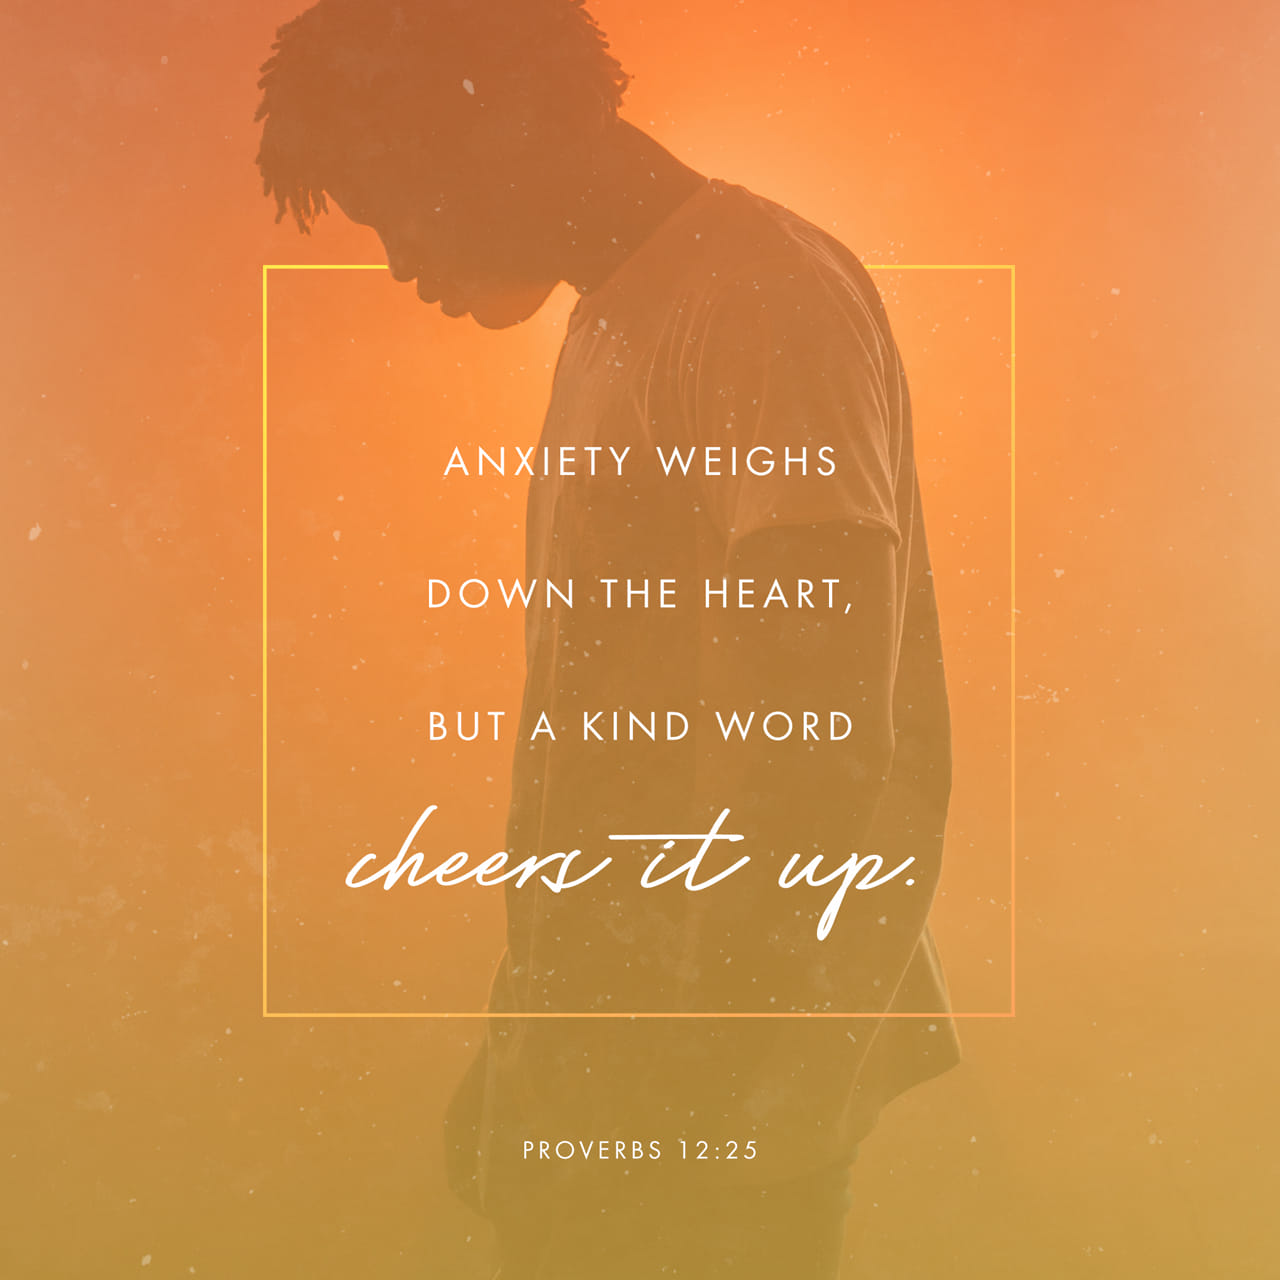 ANXIETY WEIGHS
DOWN THE HEART,
BUT A KIND WORD
cheers it up.
PROVERBS 12:25